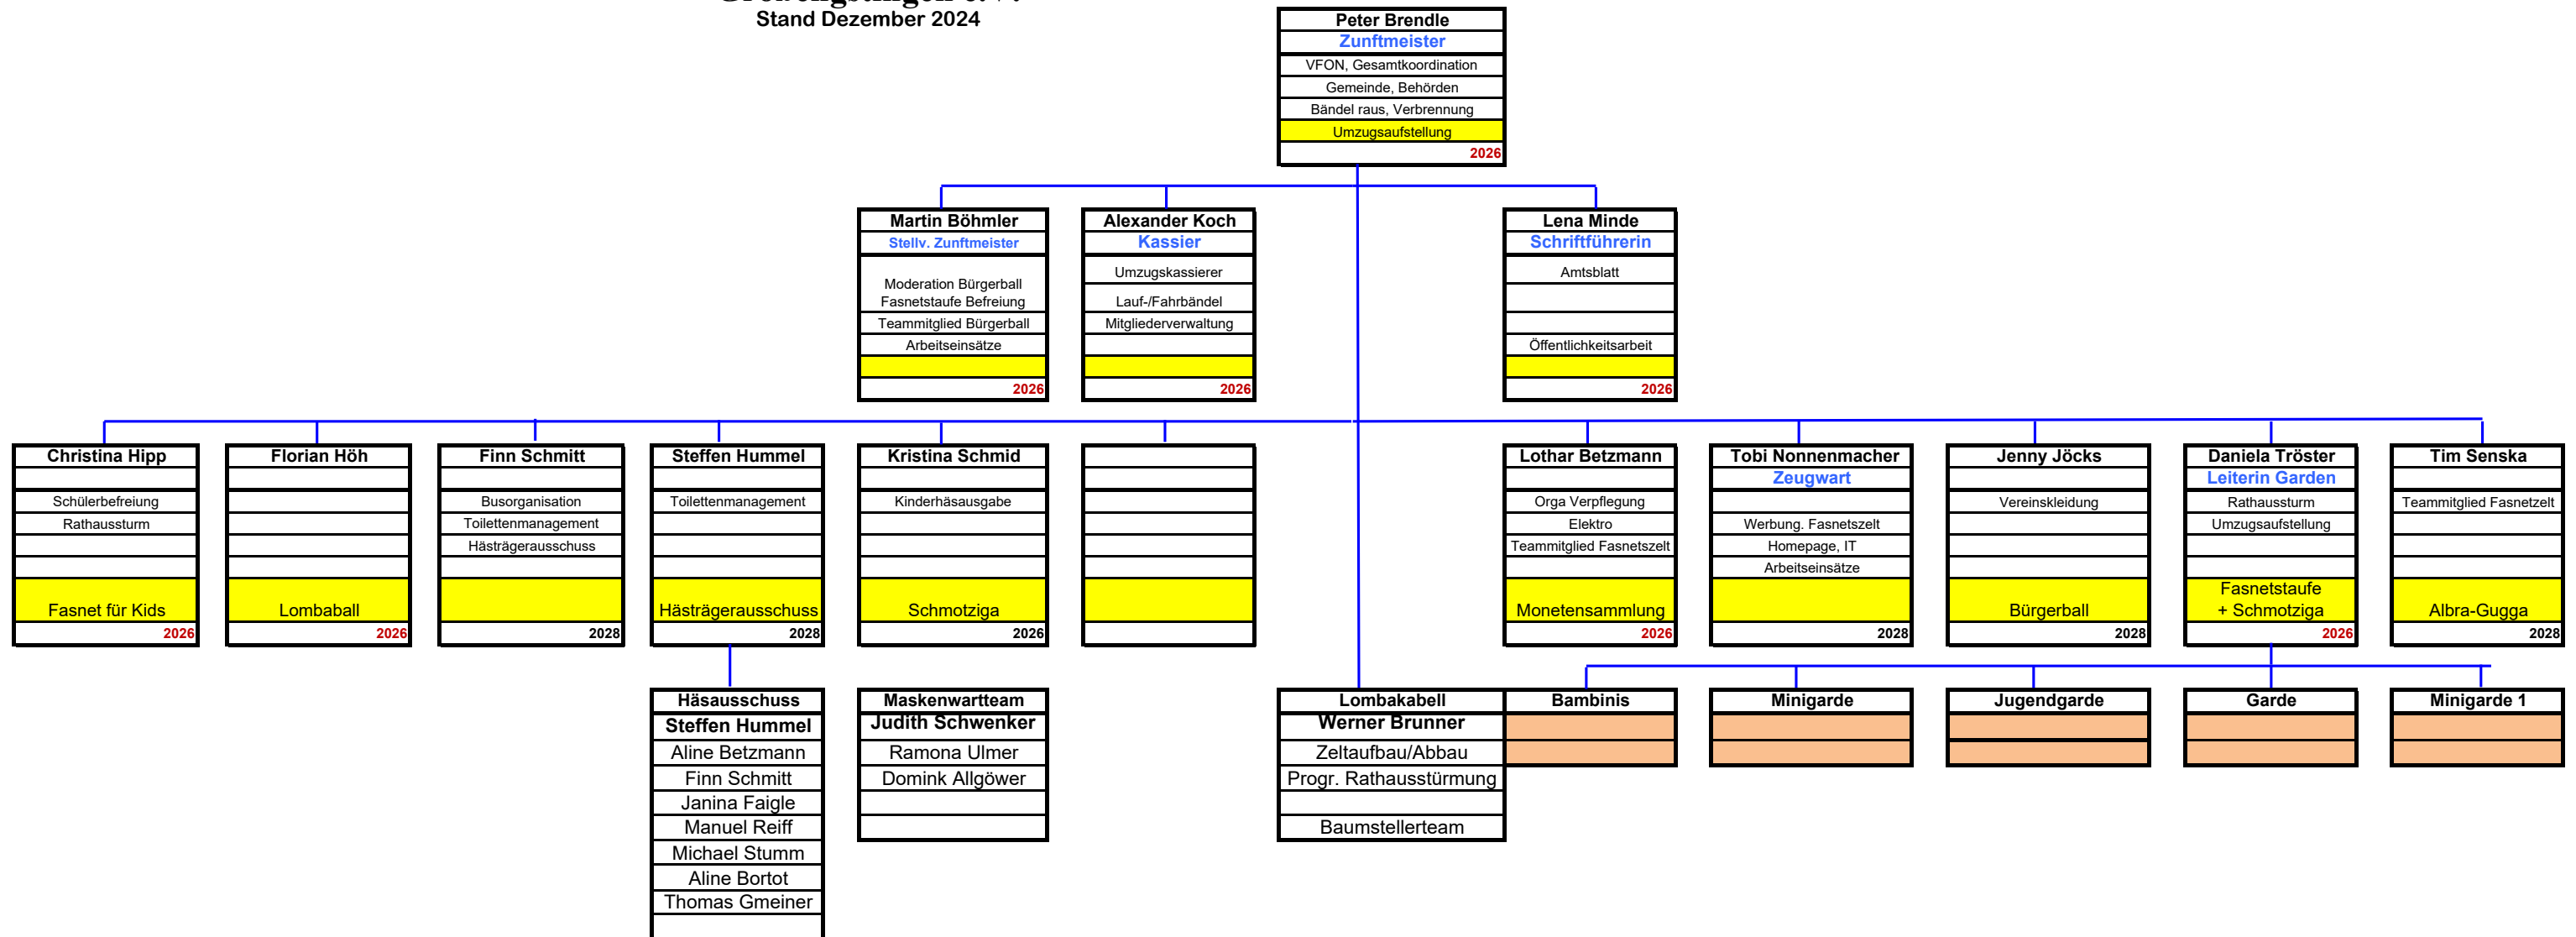 Stand Dezember 2024
Peter Brendle
Zunftmeister
VFON, Gesamtkoordination
Gemeinde, Behörden
Bändel raus, Verbrennung
Umzugsaufstellung
2026
Martin Böhmler
Stellv. Zunftmeister
Moderation Bürgerball
Fasnetstaufe Befreiung
Teammitglied Bürgerball
Arbeitseinsätze
2026
Alexander Koch
Kassier
Umzugskassierer
Lauf-/Fahrbändel
Mitgliederverwaltung
2026
Lena Minde
Schriftführerin
Amtsblatt
Öffentlichkeitsarbeit
2026
Christina Hipp
Schülerbefreiung
Rathaussturm
Fasnet für Kids
2026
Florian Höh
Lombaball
2026
Finn Schmitt
Busorganisation
Toilettenmanagement
Hästrägerausschuss
2028
Steffen Hummel
Toilettenmanagement
Hästrägerausschuss
2028
Kristina Schmid
Kinderhäsausgabe
Schmotziga
2026
Lothar Betzmann
Orga Verpflegung
Elektro
Teammitglied Fasnetszelt
Monetensammlung
2026
Tobi Nonnenmacher
Zeugwart
Werbung. Fasnetszelt
Homepage, IT
Arbeitseinsätze
2028
Jenny Jöcks
Vereinskleidung
Bürgerball
2028
Daniela Tröster
Leiterin Garden
Rathaussturm
Umzugsaufstellung
Fasnetstaufe
+ Schmotziga
2026
Tim Senska
Teammitglied Fasnetzelt
Albra-Gugga
2028
Häsausschuss
Steffen Hummel
Aline Betzmann
Finn Schmitt
Janina Faigle
Manuel Reiff
Michael Stumm
Aline Bortot
Thomas Gmeiner
Maskenwartteam
Judith Schwenker
Ramona Ulmer
Domink Allgöwer
Lombakabell
Werner Brunner
Zeltaufbau/Abbau
Progr. Rathausstürmung
Baumstellerteam
Bambinis
Minigarde
Jugendgarde
Garde
Minigarde 1